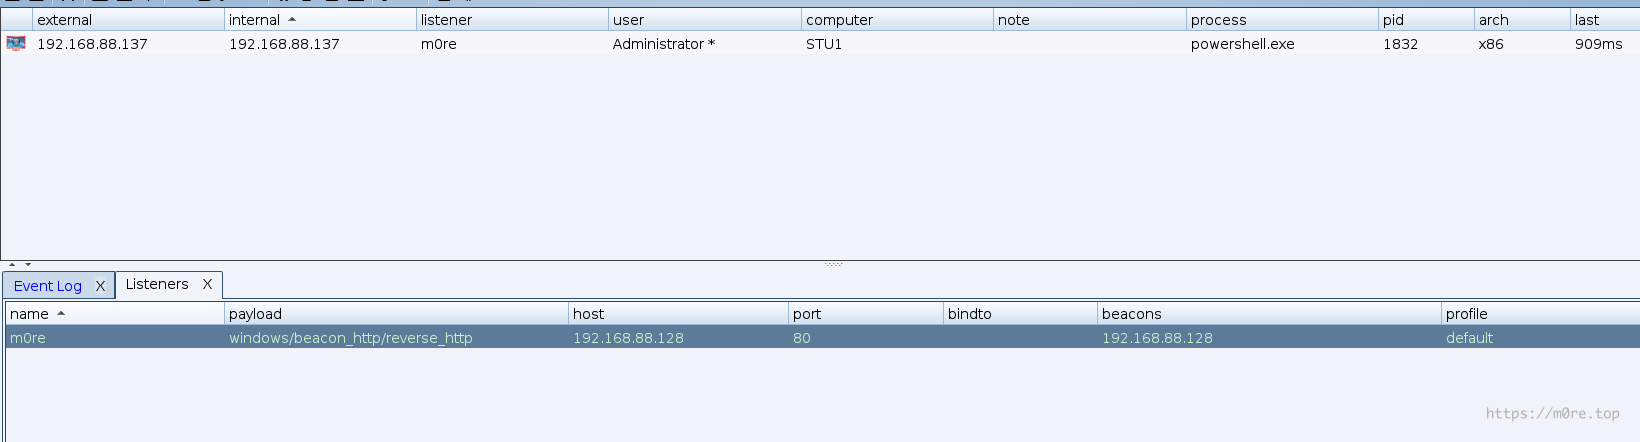 external internal listener user computer note process pid arch last
192.168.88.137 192.168.88.137 m0re Administrator * STU1 powershell.exe 1832 x86 909ms
Event Log X Listeners X
name payload host port bindto beacons profile
m0re windows/beacon_http/reverse_http 192.168.88.128 80 192.168.88.128 default
https://m0re.top